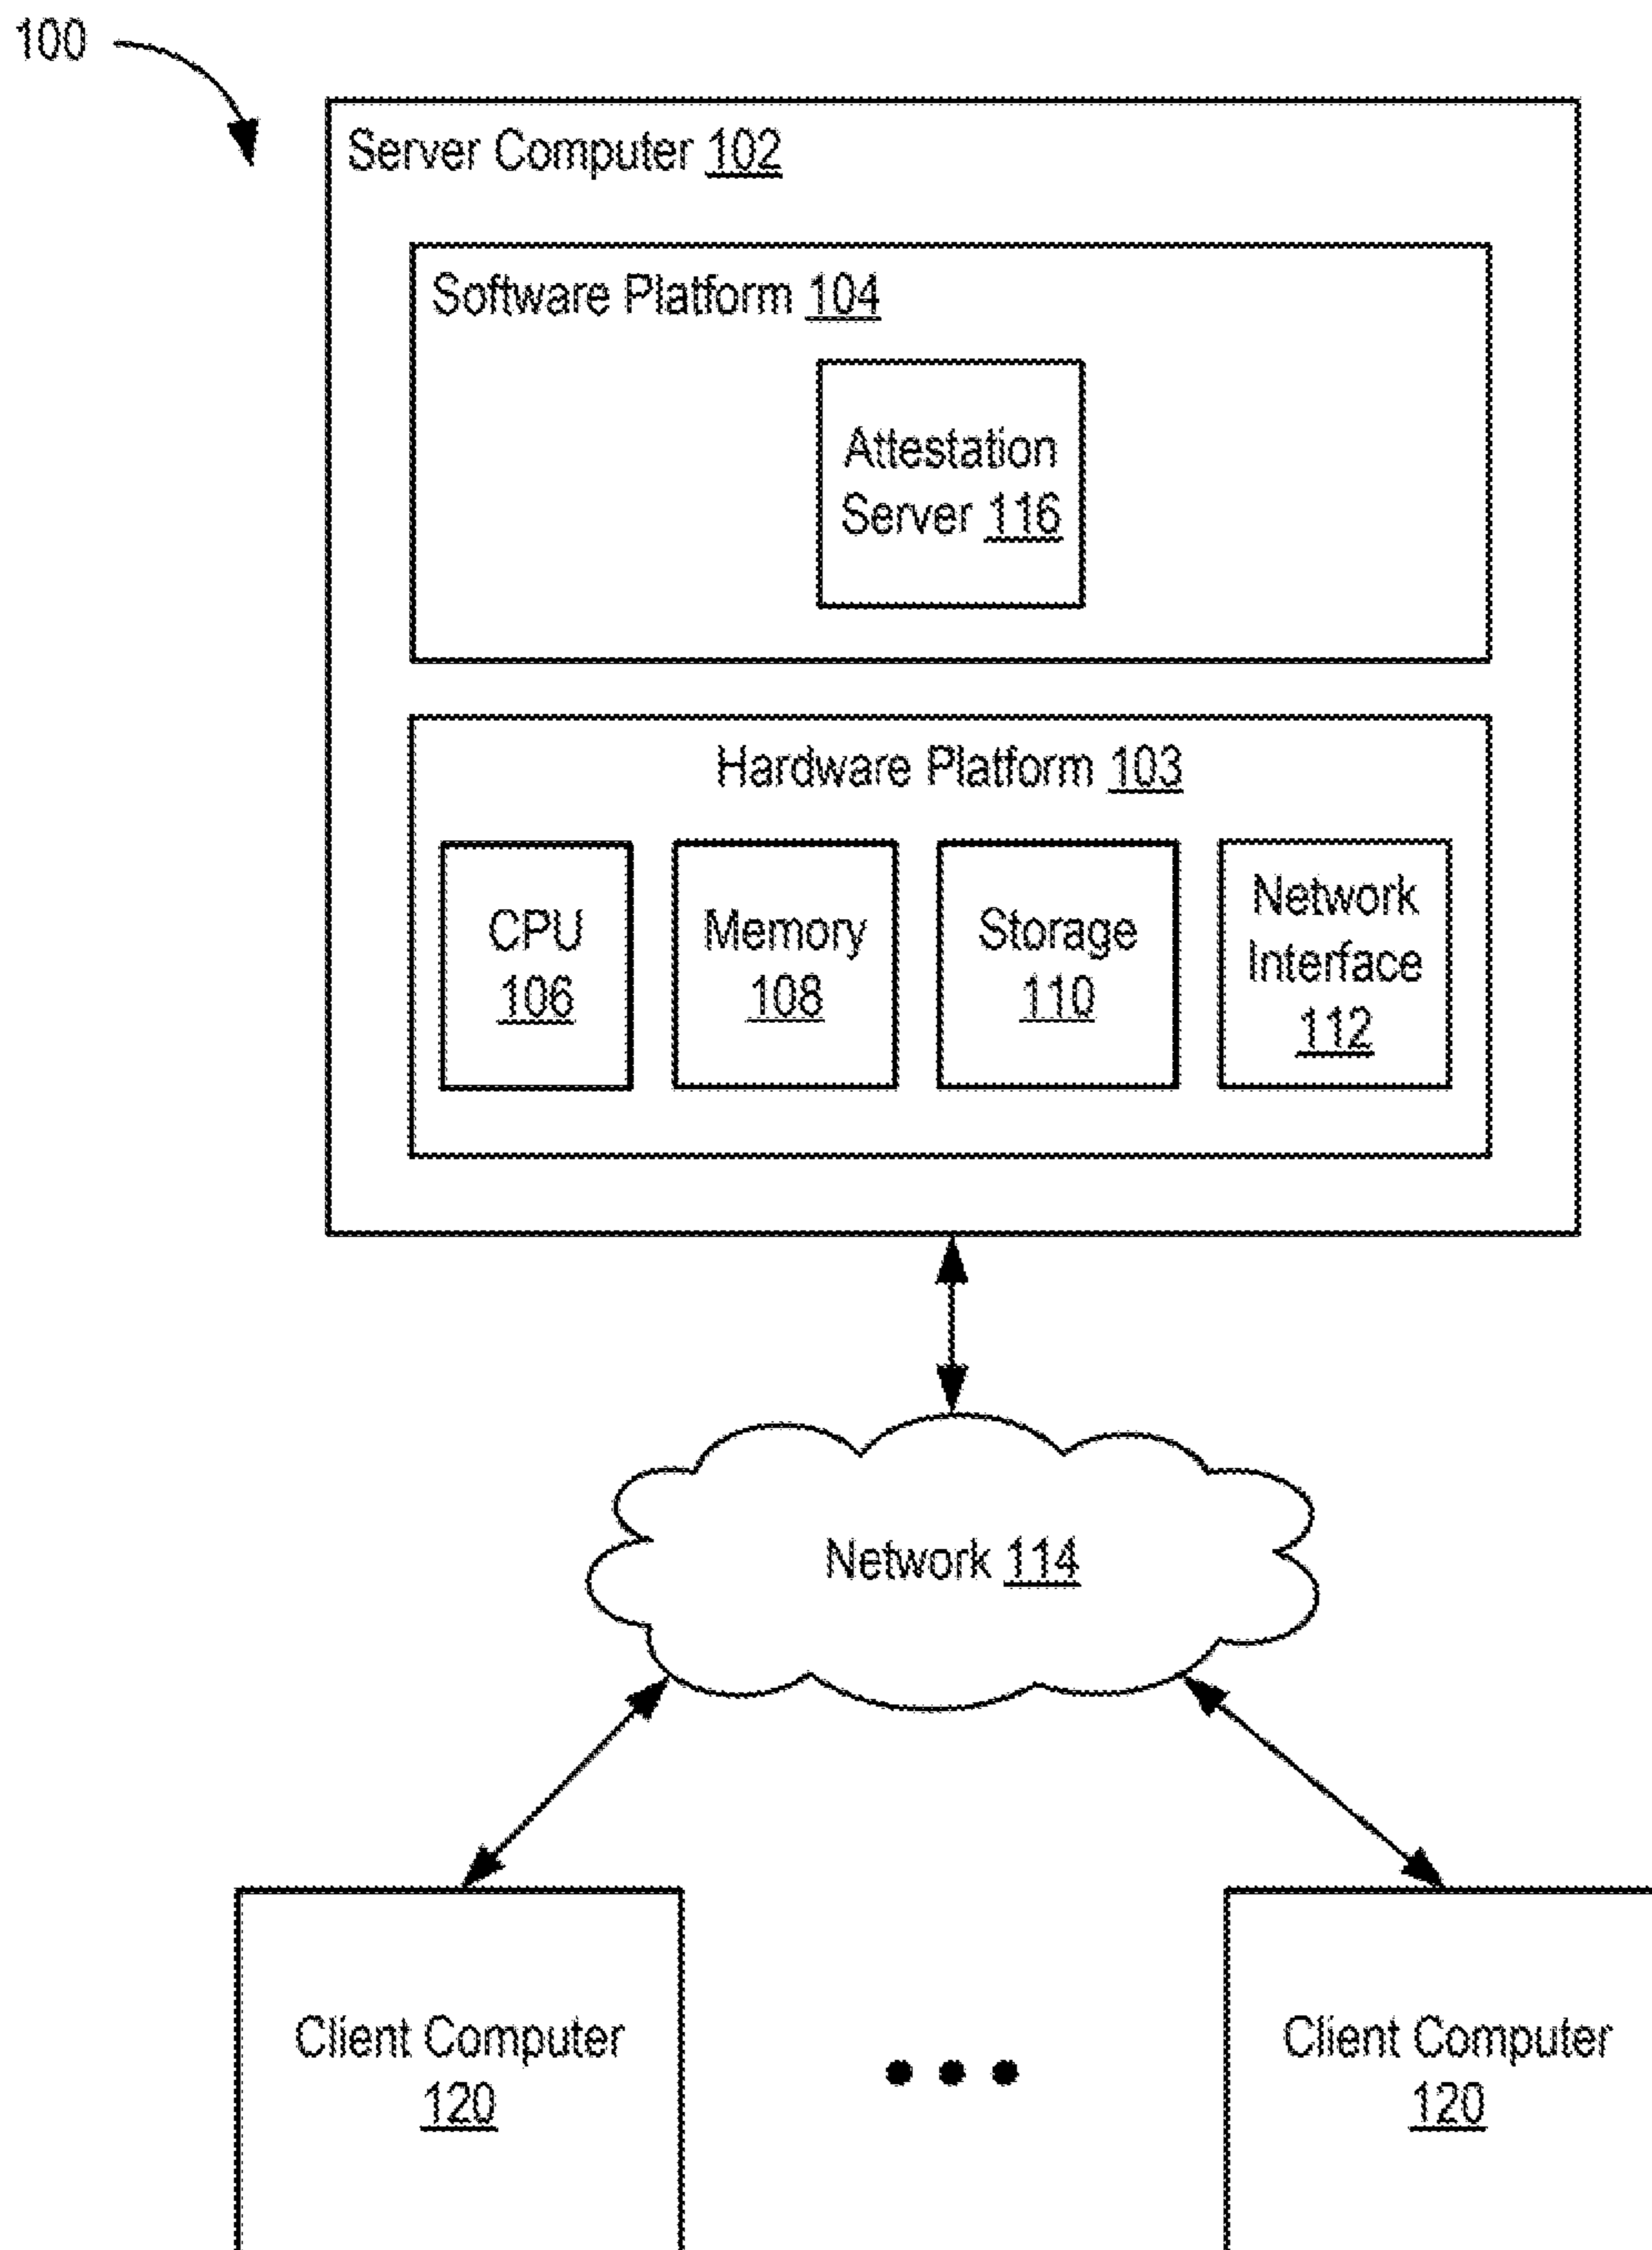 100
Server Computer 102
Software Platform 104
Attestation
Server 116
Hardware Platform 103
CPU
106
Memory
108
Storage
110
Network
Interface
112
Network 114
Client Computer
120
Client Computer
120